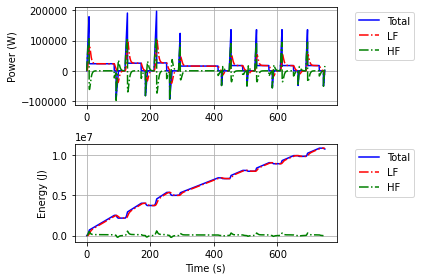 200000
100000
0
-100000
Power (W)
0
200
400
600
Total
LF
HF
1e7
1.0
0.5
0.0
Energy (J)
0
200
400
600
Time (s)
Total
LF
HF